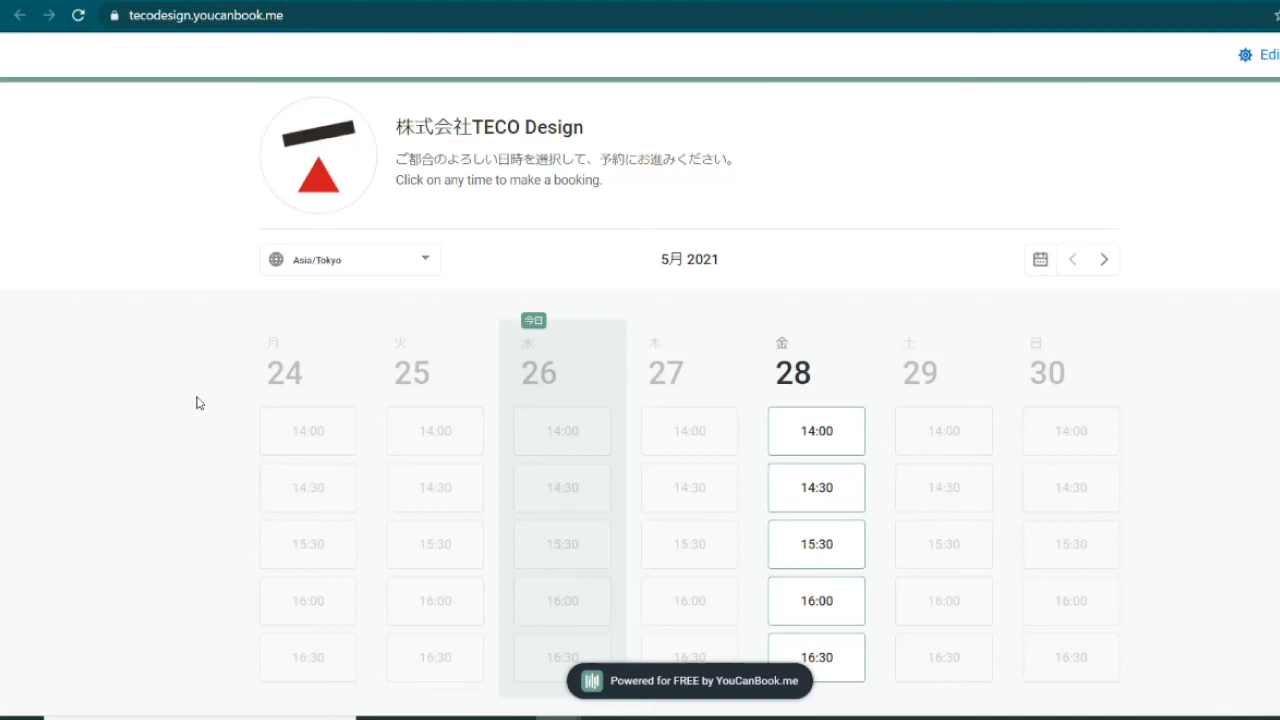 tecodesign.youcanbook.me
Edi
株式会社TECO Design
ご都合のよろしい日時を選択して、予約にお進みください。
Click on any time to make a booking.
Asia/Tokyo
5月 2021
今日
月 火 水 木 金 土 日
24 25 26 27 28 29 30
14:00 14:00 14:00 14:00 14:00 14:00 14:00
14:30 14:30 14:30 14:30 14:30 14:30 14:30
15:30 15:30 15:30 15:30 15:30 15:30 15:30
16:00 16:00 16:00 16:00 16:00 16:00 16:00
16:30 16:30 16:30 16:30 16:30 16:30 16:30
Powered for FREE by YouCanBook.me